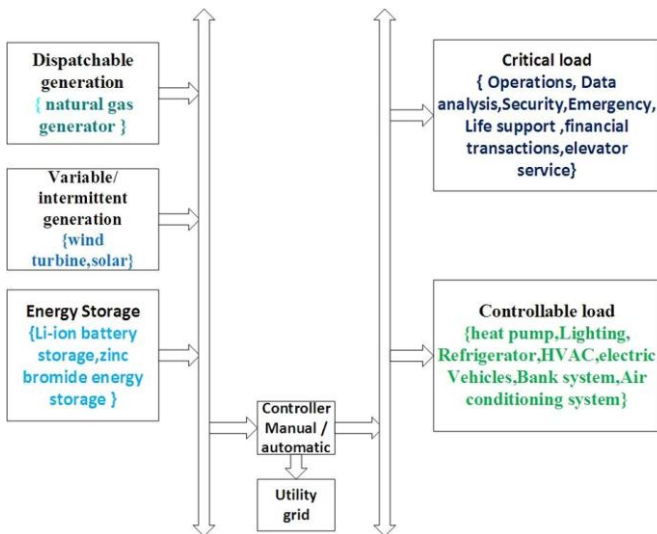 Dispatchable
generation
{ natural gas
generator }
Variable/
intermittent
generation
{wind
turbine,solar}
Energy Storage
{Li-ion battery
storage,zinc
bromide energy
storage }
Controller
Manual /
automatic
Utility
grid
Critical load
{ Operations, Data
analysis,Security,Emergency,
Life support ,financial
transactions,elevator
service}
Controllable load
{heat pump,Lighting,
Refrigerator,HVAC,electric
Vehicles,Bank system,Air
conditioning system}